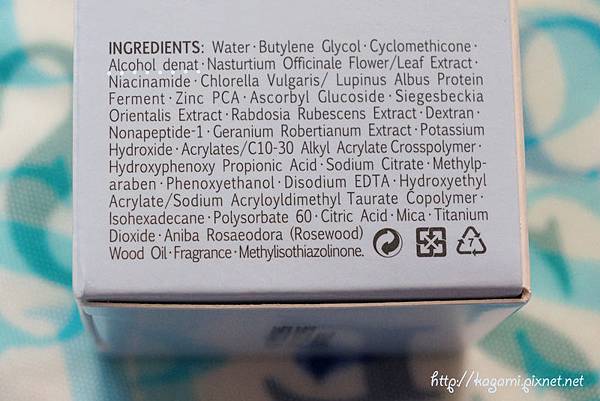 INGREDIENTS: Water·Butylene Glycol·Cyclomethicone·
Alcohol denat·Nasturtium Officinale Flower/Leaf Extract·
Niacinamide·Chlorella Vulgaris/ Lupinus Albus Protein
Ferment·Zinc PCA·Ascorbyl Glucoside·Siegesbeckia
Orientalis Extract·Rabdosia Rubescens Extract·Dextran·
Nonapeptide-1·Geranium Robertianum Extract·Potassium
Hydroxide·Acrylates/C10-30 Alkyl Acrylate Crosspolymer·
Hydroxyphenoxy Propionic Acid·Sodium Citrate·Methylp-
araben·Phenoxyethanol·Disodium EDTA·Hydroxyethyl
Acrylate/Sodium Acryloyldimethyl Taurate Copolymer·
Isohexadecane·Polysorbate 60·Citric Acid·Mica·Titanium
Dioxide·Aniba Rosaeodora (Rosewood)
Wood Oil·Fragrance·Methylisothiazolinone.
7
http://kagami.pixnet.net